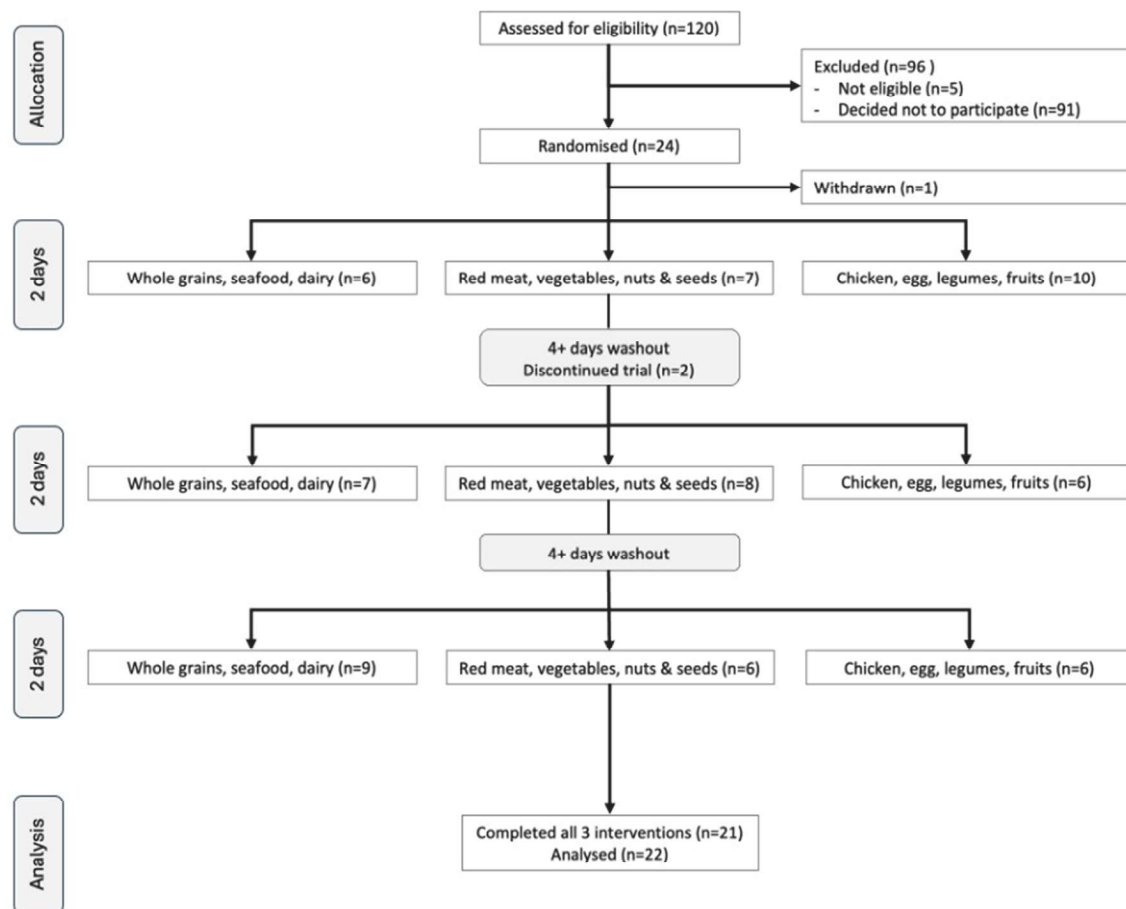 Allocation
Assessed for eligibility (n=120)
Excluded (n=96 )
- Not eligible (n=5)
- Decided not to participate (n=91)
Randomised (n=24)
Withdrawn (n=1)
2 days
Whole grains, seafood, dairy (n=6)
Red meat, vegetables, nuts & seeds (n=7)
Chicken, egg, legumes, fruits (n=10)
4+ days washout
Discontinued trial (n=2)
2 days
Whole grains, seafood, dairy (n=7)
Red meat, vegetables, nuts & seeds (n=8)
Chicken, egg, legumes, fruits (n=6)
4+ days washout
2 days
Whole grains, seafood, dairy (n=9)
Red meat, vegetables, nuts & seeds (n=6)
Chicken, egg, legumes, fruits (n=6)
Analysis
Completed all 3 interventions (n=21)
Analysed (n=22)